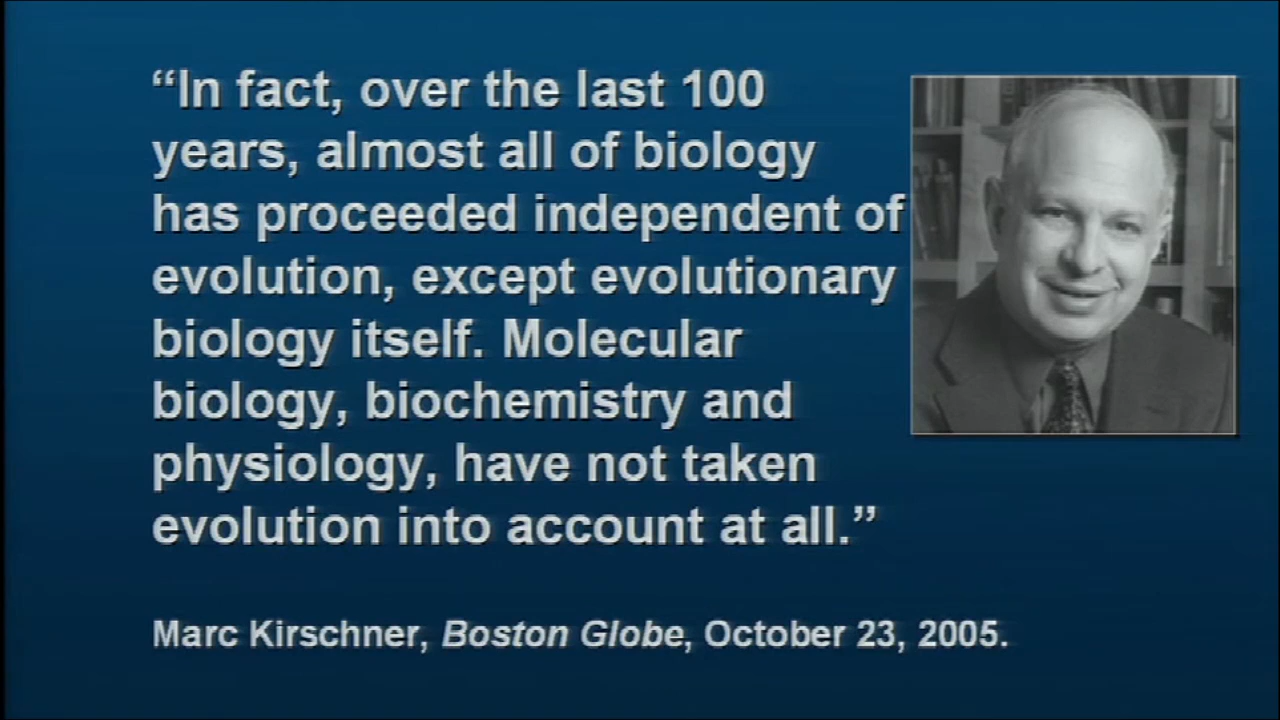 “In fact, over the last 100
years, almost all of biology
has proceeded independent of
evolution, except evolutionary
biology itself. Molecular
biology, biochemistry and
physiology, have not taken
evolution into account at all.”
Marc Kirschner, Boston Globe, October 23, 2005.